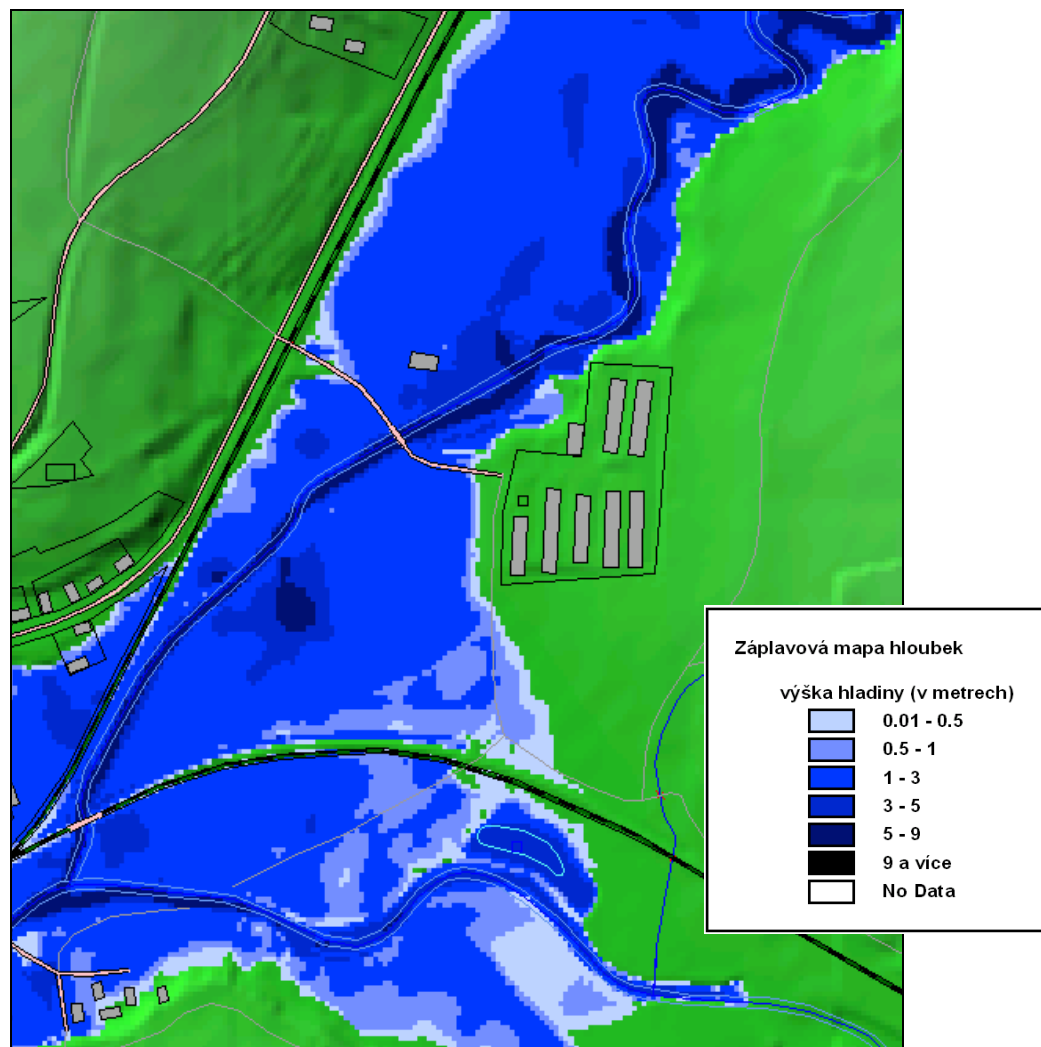 Záplavová mapa hloubek
výška hladiny (v metrech)
0.01 - 0.5
0.5 - 1
1 - 3
3 - 5
5 - 9
9 a více
No Data